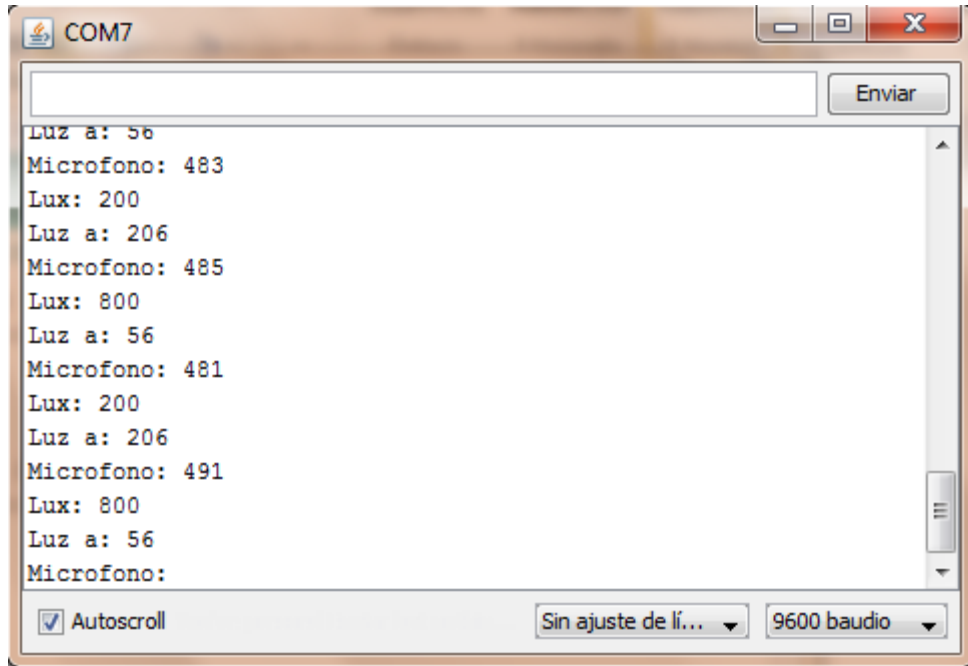 COM7
Enviar
Luz a: 56
Microfono: 483
Lux: 200
Luz a: 206
Microfono: 485
Lux: 800
Luz a: 56
Microfono: 481
Lux: 200
Luz a: 206
Microfono: 491
Lux: 800
Luz a: 56
Microfono:
Autoscroll Sin ajuste de lí... 9600 baudio